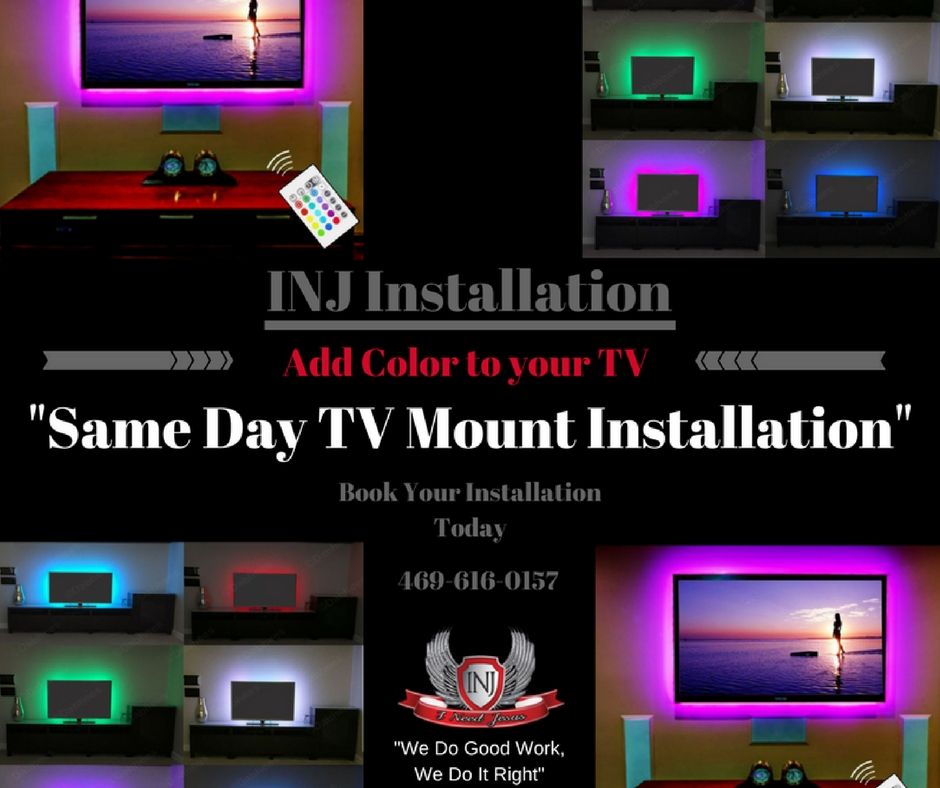 INJ Installation
Add Color to your TV
"Same Day TV Mount Installation"
Book Your Installation
Today
469-616-0157
INJ
I Need Jesus
"We Do Good Work,
We Do It Right"